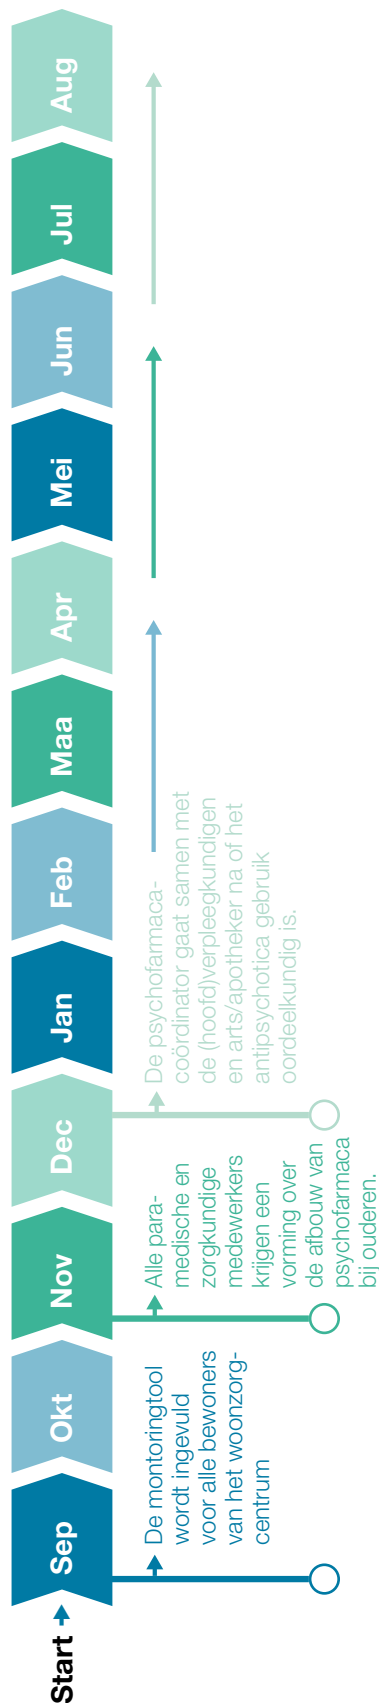 Start
Sep
Okt
Nov
Dec
Jan
Feb
Maa
Apr
Mei
Jun
Jul
Aug
De montoringtool
wordt ingevuld
voor alle bewoners
van het woonzorg-
centrum
Alle para-
medische en
zorgkundige
medewerkers
krijgen een
vorming over
de afbouw van
psychofarmaca
bij ouderen.
De psychofarmaca-
coördinator gaat samen met
de (hoofd)verpleegkundigen
en arts/apotheker na of het
antipsychotica gebruik
oordeelkundig is.